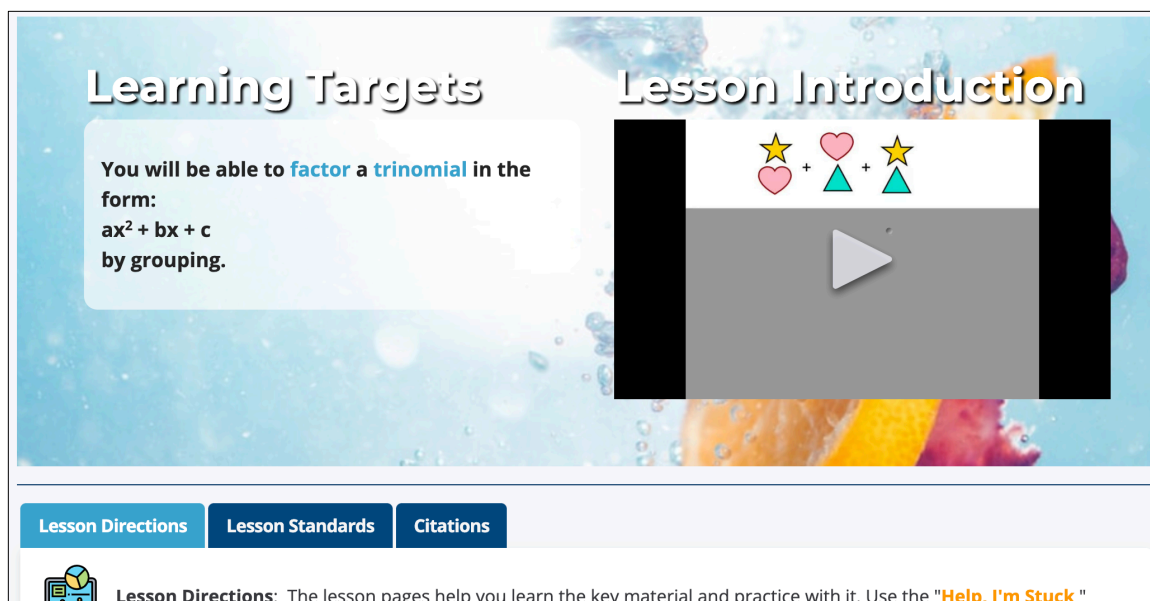 Learning Targets
You will be able to factor a trinomial in the
form:
ax² + bx + c
by grouping.
Lesson Introduction
+ +
Lesson Directions
Lesson Standards
Citations
Lesson Directions: The lesson pages help you learn the key material and practice with it. Use the "Help, I'm Stuck "